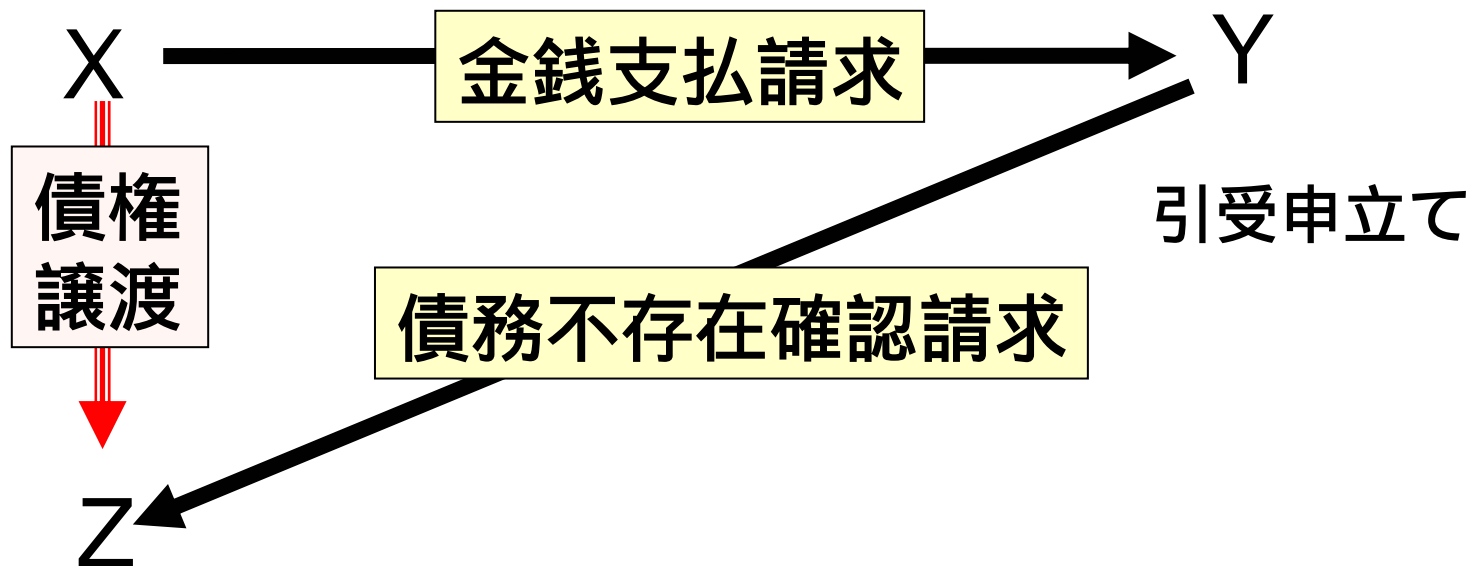 X
金銭支払請求
Y
債権
譲渡
引受申立て
債務不存在確認請求
Z